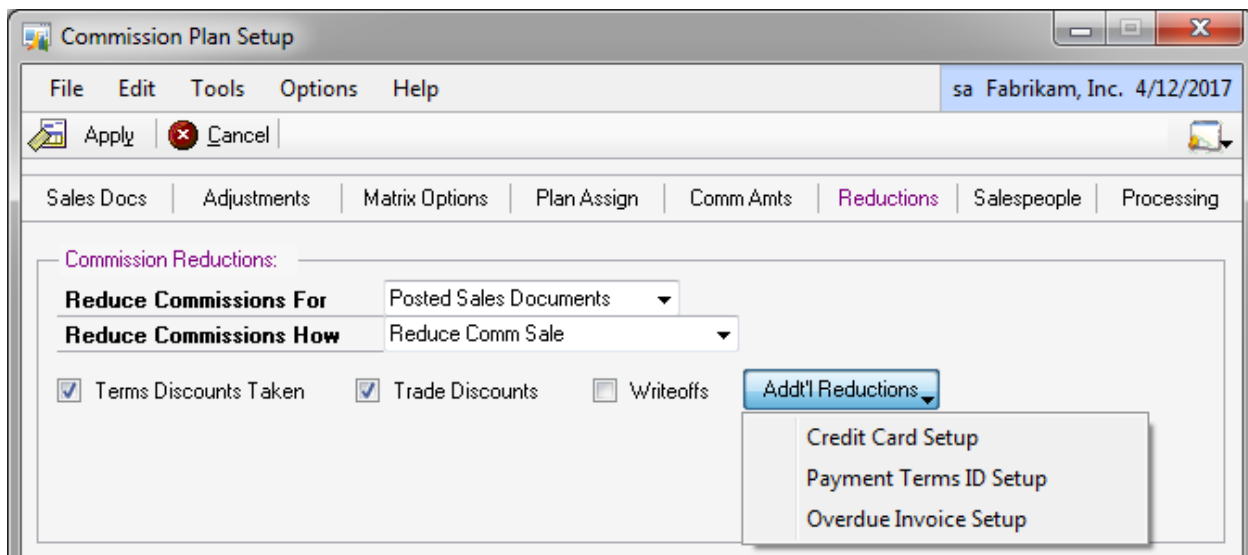 Commission Plan Setup
File Edit Tools Options Help sa Fabrikam, Inc. 4/12/2017
Apply Cancel
Sales Docs Adjustments Matrix Options Plan Assign Comm Amts Reductions Salespeople Processing
Commission Reductions:
Reduce Commissions For Posted Sales Documents
Reduce Commissions How Reduce Comm Sale
Terms Discounts Taken Trade Discounts Writeoffs Addt'l Reductions
Credit Card Setup
Payment Terms ID Setup
Overdue Invoice Setup